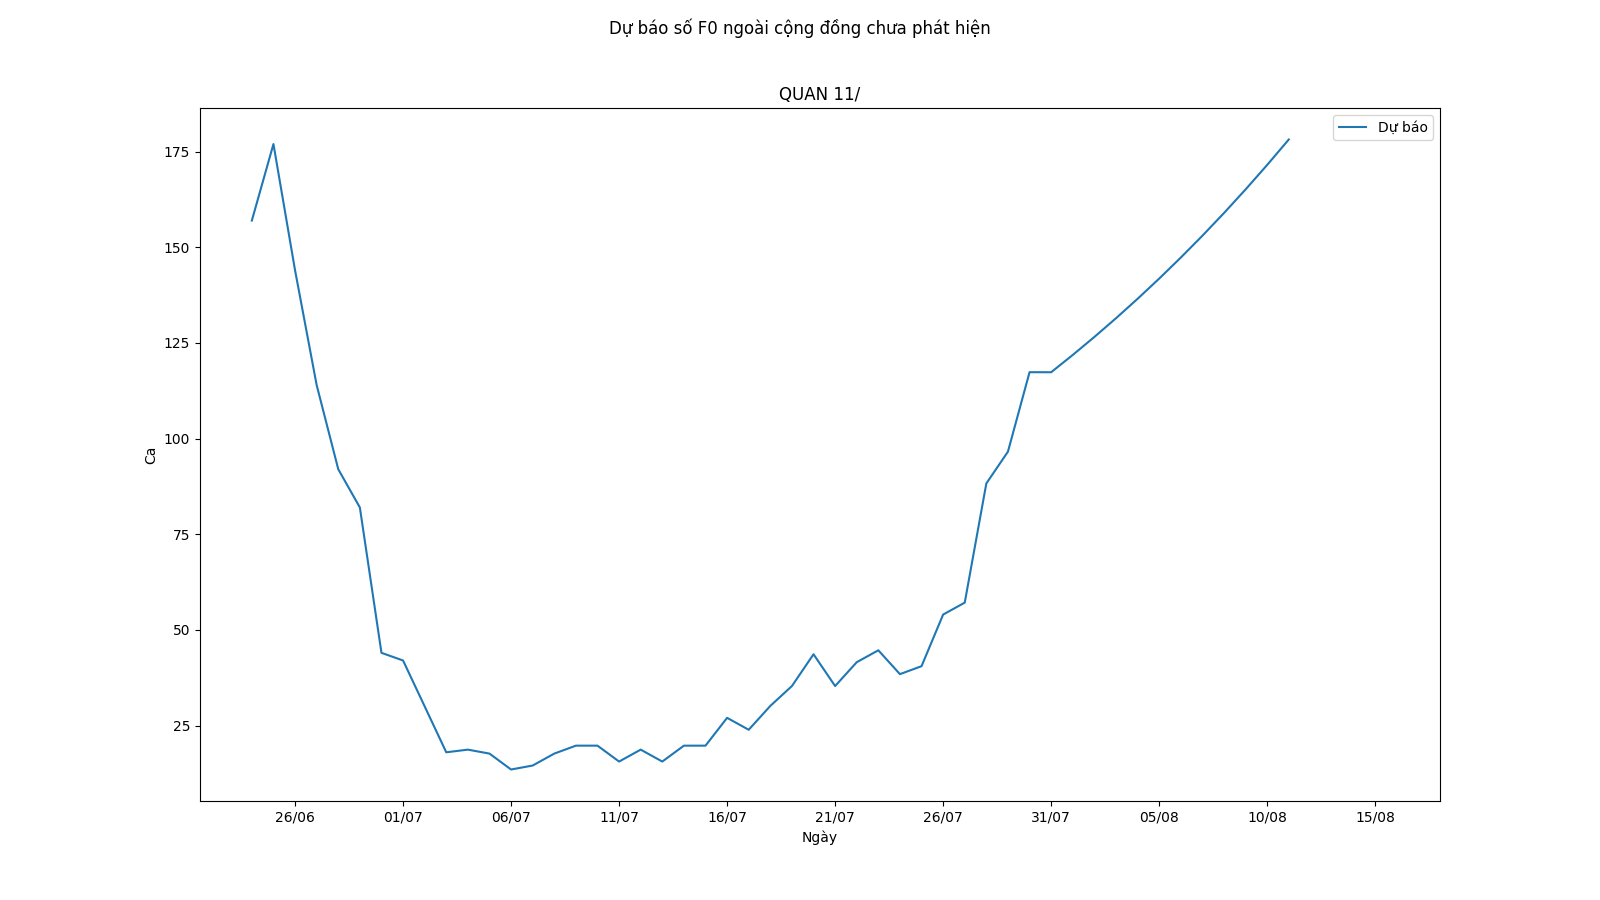 Dự báo số F0 ngoài cộng đồng chưa phát hiện
QUAN 11/
Dự báo
175
150
125
100
75
50
25
Ca
26/06 01/07 06/07 11/07 16/07 21/07 26/07 31/07 05/08 10/08 15/08
Ngày